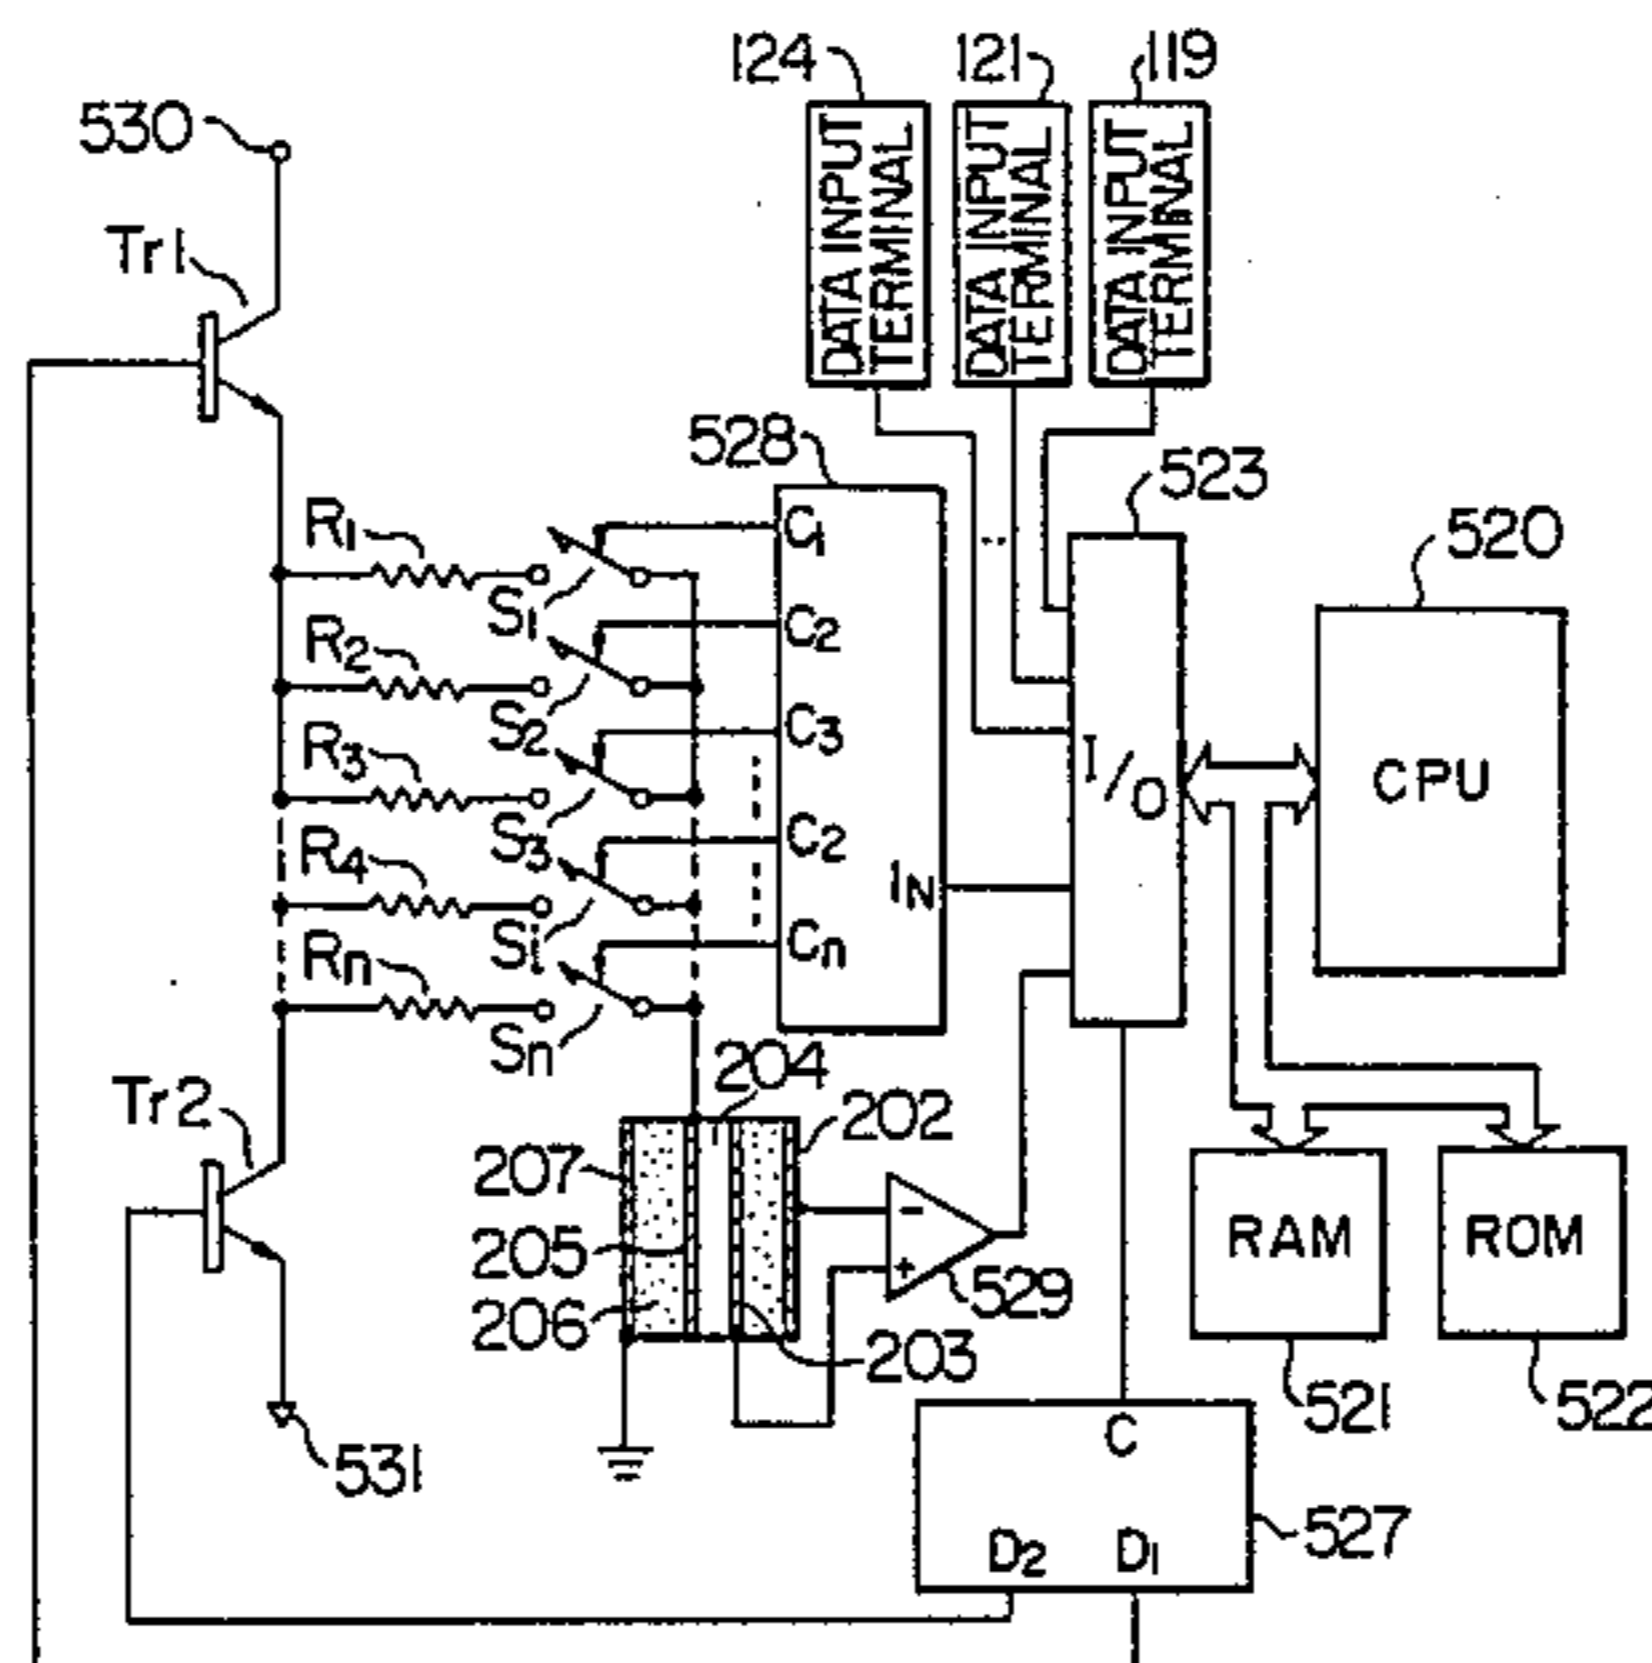 124
121
119
530
Tr1
DATA INPUT
TERMINAL
DATA INPUT
TERMINAL
DATA INPUT
TERMINAL
528
523
520
R1
S1
C1
R2
S2
C2
R3
S3
C3
R4
Si
C2
Rn
Sn
Cn
IN
I/O
CPU
Tr2
204
202
207
205
206
203
-
+
529
RAM
ROM
521
522
531
C
D2
D1
527